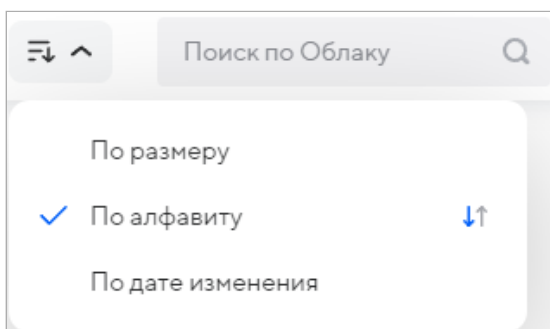 Поиск по Облаку
По размеру
По алфавиту
По дате изменения